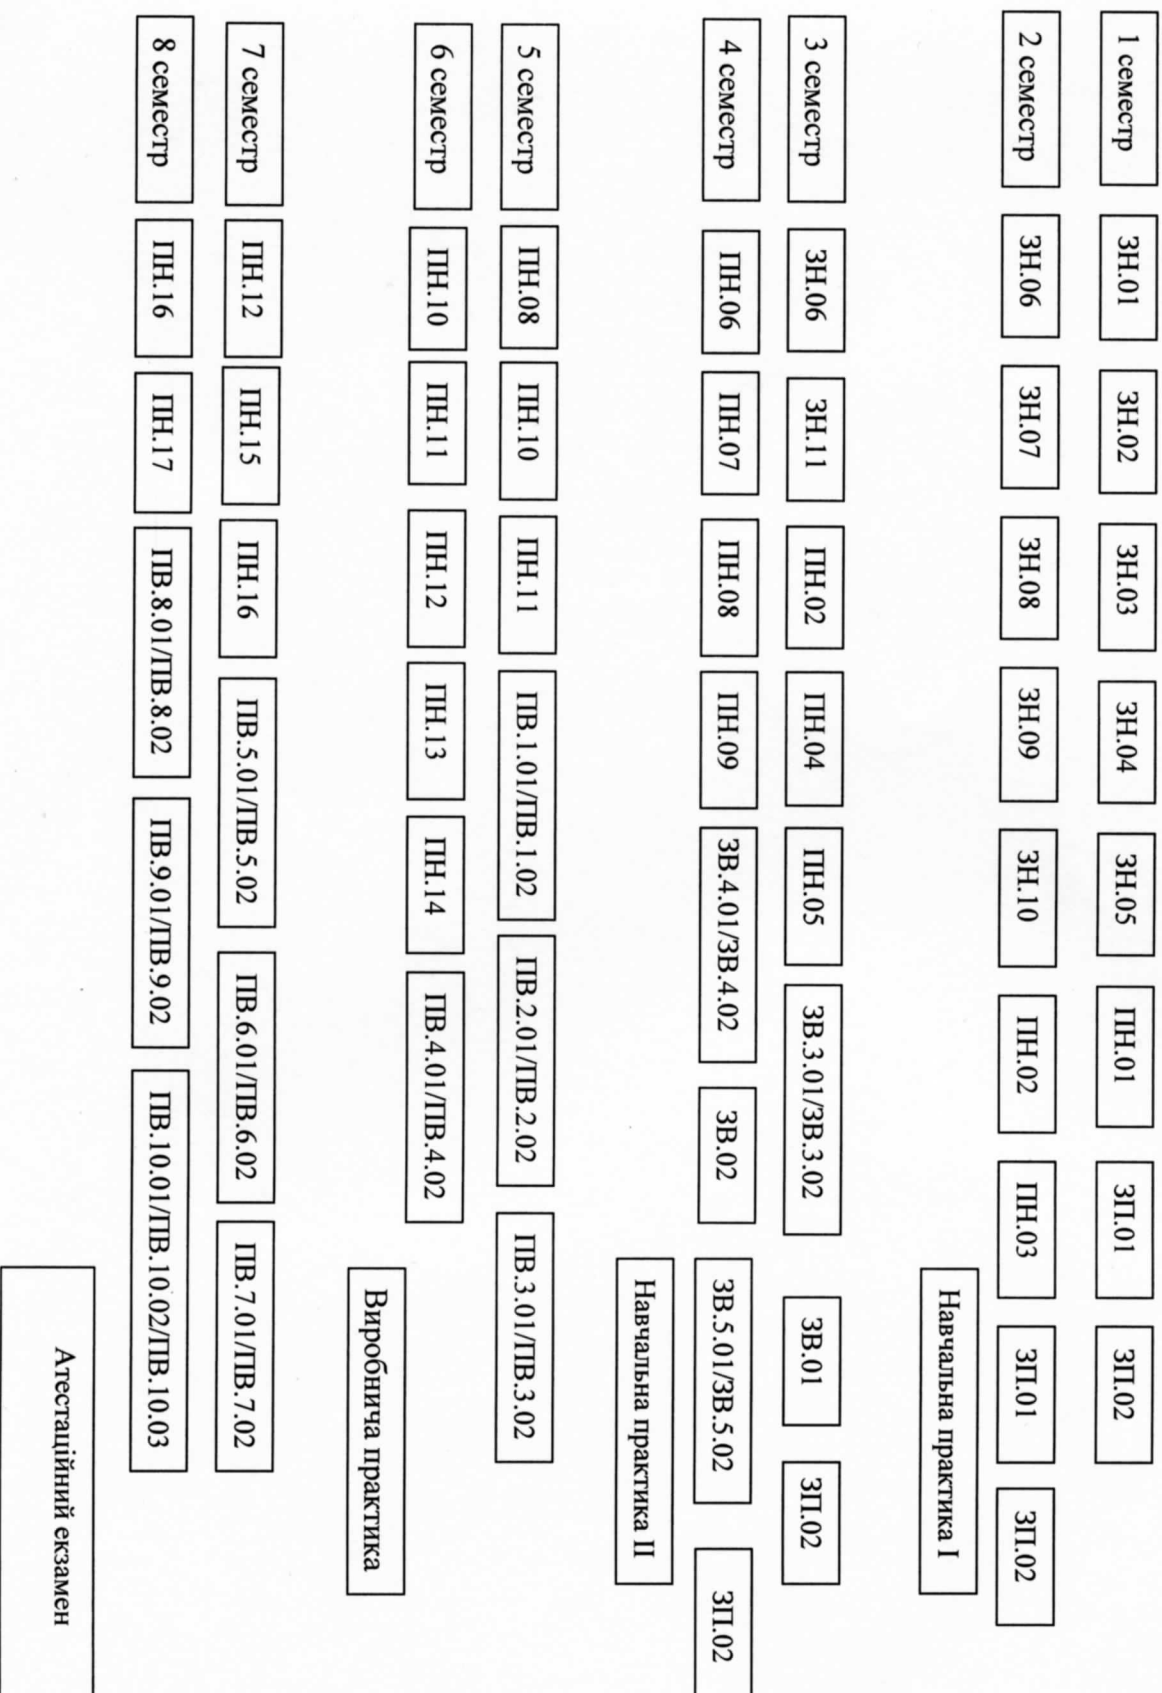 1 семестр ЗН.01 ЗН.02 ЗН.03 ЗН.04 ЗН.05 ПН.01 ЗП.01 ЗП.02
2 семестр ЗН.06 ЗН.07 ЗН.08 ЗН.09 ЗН.10 ПН.02 ПН.03 ЗП.01 ЗП.02
Навчальна практика І
3 семестр ЗН.06 ЗН.11 ПН.02 ПН.04 ПН.05 ЗВ.3.01/ЗВ.3.02 ЗВ.01 ЗП.02
4 семестр ПН.06 ПН.07 ПН.08 ПН.09 ЗВ.4.01/ЗВ.4.02 ЗВ.02 ЗВ.5.01/ЗВ.5.02 ЗП.02
Навчальна практика ІІ
5 семестр ПН.08 ПН.10 ПН.11 ПВ.1.01/ПВ.1.02 ПВ.2.01/ПВ.2.02 ПВ.3.01/ПВ.3.02
6 семестр ПН.10 ПН.11 ПН.12 ПН.13 ПН.14 ПВ.4.01/ПВ.4.02
Виробнича практика
7 семестр ПН.12 ПН.15 ПН.16 ПВ.5.01/ПВ.5.02 ПВ.6.01/ПВ.6.02 ПВ.7.01/ПВ.7.02
8 семестр ПН.16 ПН.17 ПВ.8.01/ПВ.8.02 ПВ.9.01/ПВ.9.02 ПВ.10.01/ПВ.10.02/ПВ.10.03
Атестаційний екзамен